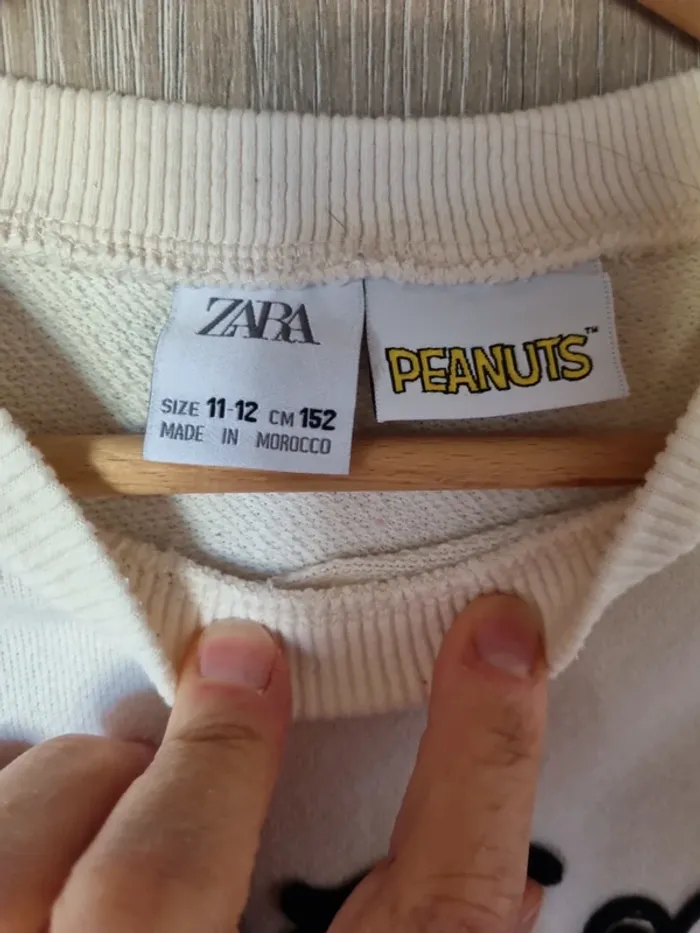 ZARA
SIZE 11-12 CM 152
MADE IN MOROCCO
PEANUTS™